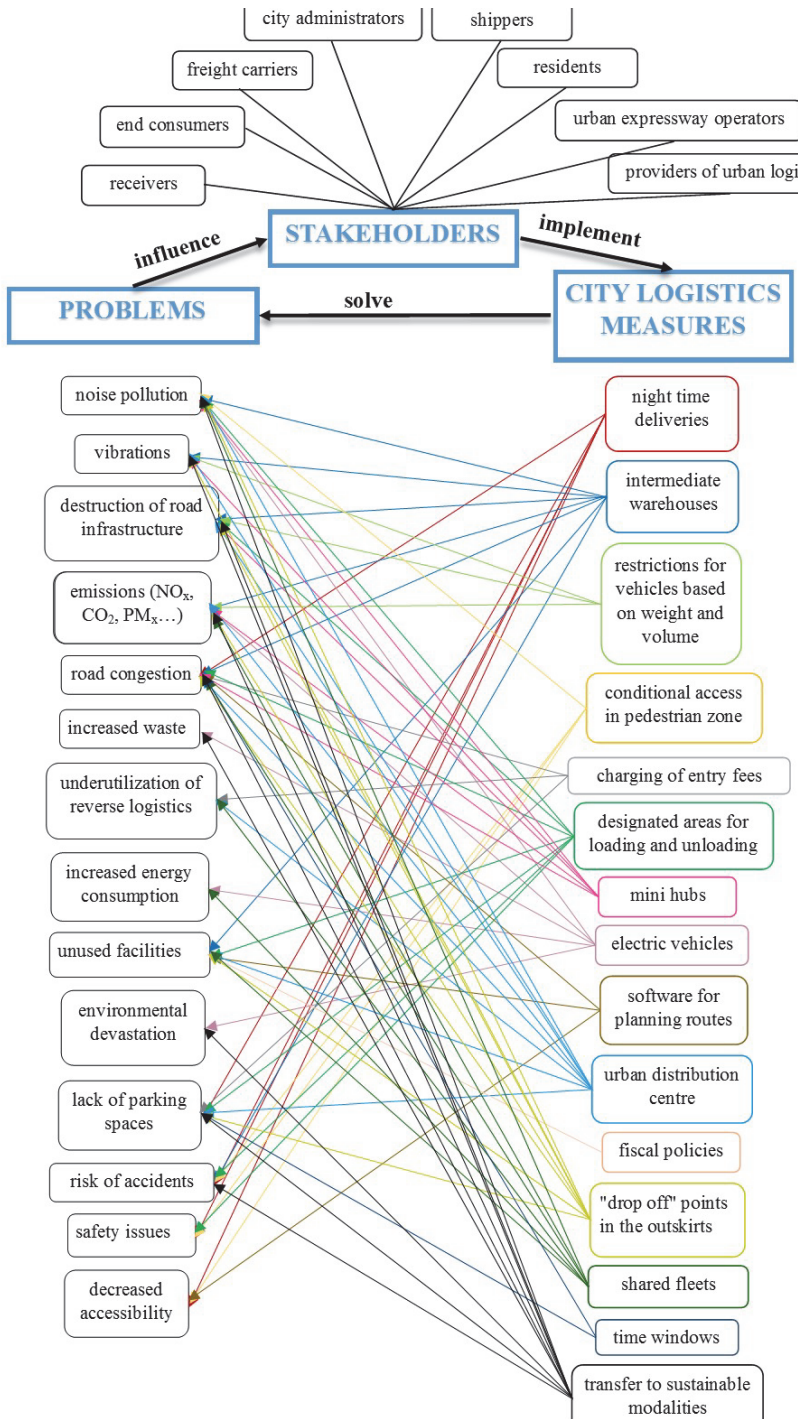 city administrators
shippers
freight carriers
residents
end consumers
urban expressway operators
receivers
providers of urban logi
STAKEHOLDERS
influence
implement
PROBLEMS
solve
CITY LOGISTICS
MEASURES
noise pollution
vibrations
destruction of road
infrastructure
emissions (NOₓ,
CO₂, PMₓ…)
road congestion
increased waste
underutilization of
reverse logistics
increased energy
consumption
unused facilities
environmental
devastation
lack of parking
spaces
risk of accidents
safety issues
decreased
accessibility
night time
deliveries
intermediate
warehouses
restrictions for
vehicles based
on weight and
volume
conditional access
in pedestrian zone
charging of entry fees
designated areas for
loading and unloading
mini hubs
electric vehicles
software for
planning routes
urban distribution
centre
fiscal policies
"drop off" points
in the outskirts
shared fleets
time windows
transfer to sustainable
modalities